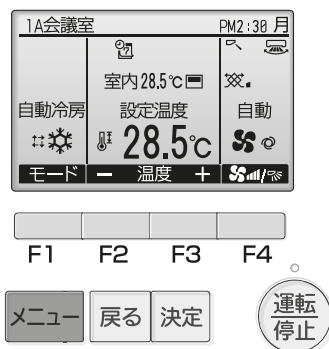 1A会議室 PM2:30 月
室内28.5℃
自動冷房 設定温度 自動
28.5℃
モード － 温度 ＋
F1 F2 F3 F4
メニュー 戻る 決定 運転
停止